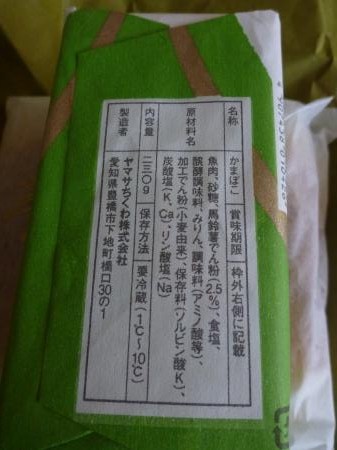 名称 かまぼこ 賞味期限 枠外右側に記載
原材料名 魚肉、砂糖、馬鈴薯でん粉(2.5%)、食塩、
醗酵調味料、みりん、調味料(アミノ酸等)、
加工でん粉(小麦由来)、保存料(ソルビン酸K)、
炭酸塩(K、Ca)、リン酸塩(Na)
内容量 二三〇g 保存方法 要冷蔵(1℃〜10℃)
製造者 ヤマサちくわ株式会社
愛知県豊橋市下地町橋口30の1